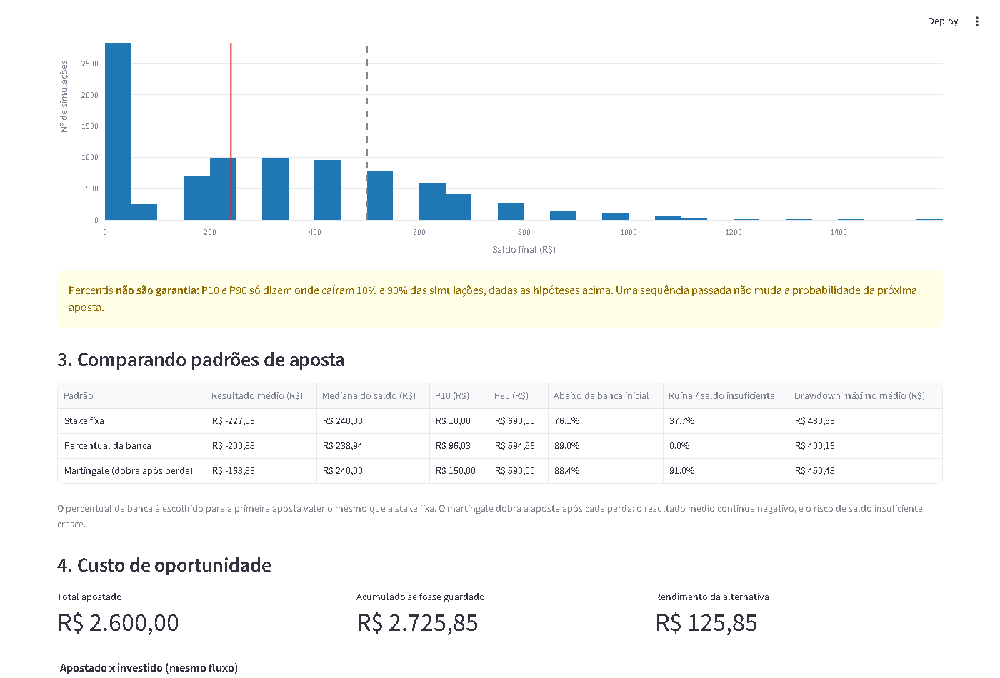 Deploy
Nº de simulações
2500
2000
1500
1000
500
0
0 200 400 600 800 1000 1200 1400
Saldo final (R$)
Percentis não são garantia: P10 e P90 só dizem onde caíram 10% e 90% das simulações, dadas as hipóteses acima. Uma sequência passada não muda a probabilidade da próxima
aposta.
3. Comparando padrões de aposta
Padrão Resultado médio (R$) Mediana do saldo (R$) P10 (R$) P90 (R$) Abaixo da banca inicial Ruína / saldo insuficiente Drawdown máximo médio (R$)
Stake fixa R$ -227,03 R$ 240,00 R$ 10,00 R$ 690,00 76,1% 37,7% R$ 430,58
Percentual da banca R$ -200,33 R$ 238,94 R$ 96,03 R$ 594,56 89,0% 0,0% R$ 400,16
Martingale (dobra após perda) R$ -163,38 R$ 240,00 R$ 150,00 R$ 590,00 88,4% 91,0% R$ 450,43
O percentual da banca é escolhido para a primeira aposta valer o mesmo que a stake fixa. O martingale dobra a aposta após cada perda: o resultado médio continua negativo, e o risco de saldo insuficiente
cresce.
4. Custo de oportunidade
Total apostado Acumulado se fosse guardado Rendimento da alternativa
R$ 2.600,00 R$ 2.725,85 R$ 125,85
Apostado x investido (mesmo fluxo)